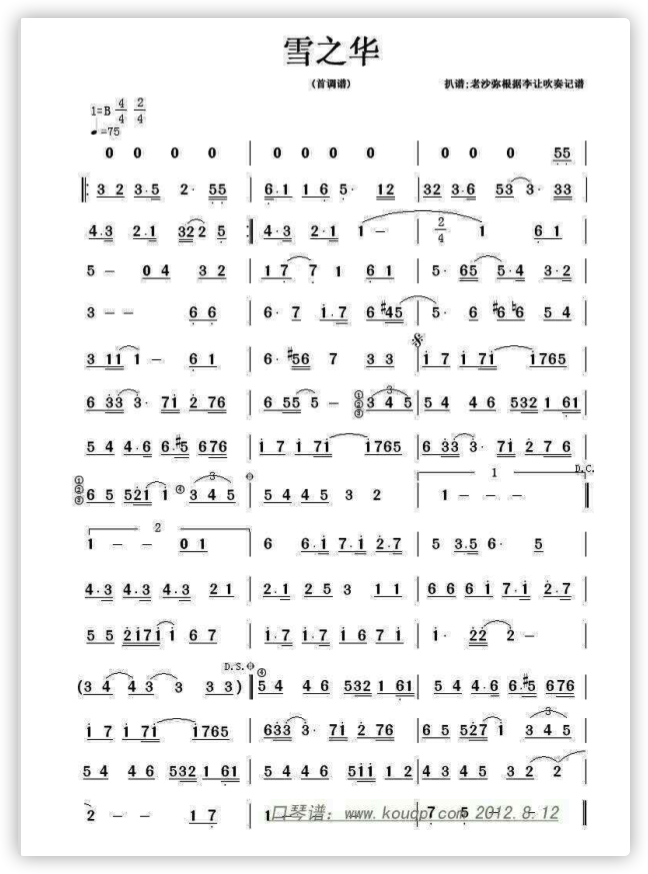 雪之华
(首调谱) 扒谱:老沙弥根据李让吹奏记谱
1=B 4/4 2/4
♩=75
0 0 0 0 | 0 0 0 0 | 0 0 0 55 |
3 2 3·5 2· 55 | 6·1 1 6 5· 12 | 32 3·6 53 3· 33
4·3 2·1 322 5 :| 4·3 2·1 1 – | 2/4 1 6 1 |
5 – 0 4 3 2 | 1 7 7 1 6 1 | 5· 65 5·4 3·2 |
3 – – 6 6 | 6· 7 i·7 6 #45 | 5· 6 #6 ♮6 5 4 |
3 11 1 – 6 1 | 6· #56 7 3 3 | i 7 i 7i i765 |
6 33 3· 7i 2 76 | 6 55 5 – ①②③ 3 4 5 | 5 4 4 6 532 1 61 |
5 4 4·6 6·#5 676 | i 7 i 7i i765 | 6 33 3· 7i 2 7 6 |
D.C.
①②③ 6 5 52i i ④ 3 4 5 | 5 4 4 5 3 2 | 1 1 – – ‖
2
1 – – 0 1 | 6 6·i 7·i 2·7 | 5 3·5 6· 5 |
4·3 4·3 4·3 2 1 | 2·1 2 5 3 1 1 | 6 6 6 i 7·i 2·7 |
5 5 2i7i i 6 7 | i·7 i·7 i 6 7 i | i· 22 2 – |
D.S.
(3 4 4 3 3 3 3) | ④ 5 4 4 6 532 1 61 | 5 4 4·6 6·#5 676 |
i 7 i 7i i765 | 633 3· 7i 2 76 | 6 5 527 i 3 4 5 |
5 4 4 6 532 1 61 | 5 4 4 6 5ii 1 2 | 4 3 4 5 3 2 2 |
2 – – 1 7 | 1 – 7 5 – – ‖
口琴谱：www.kouqp.com 2012.8.12